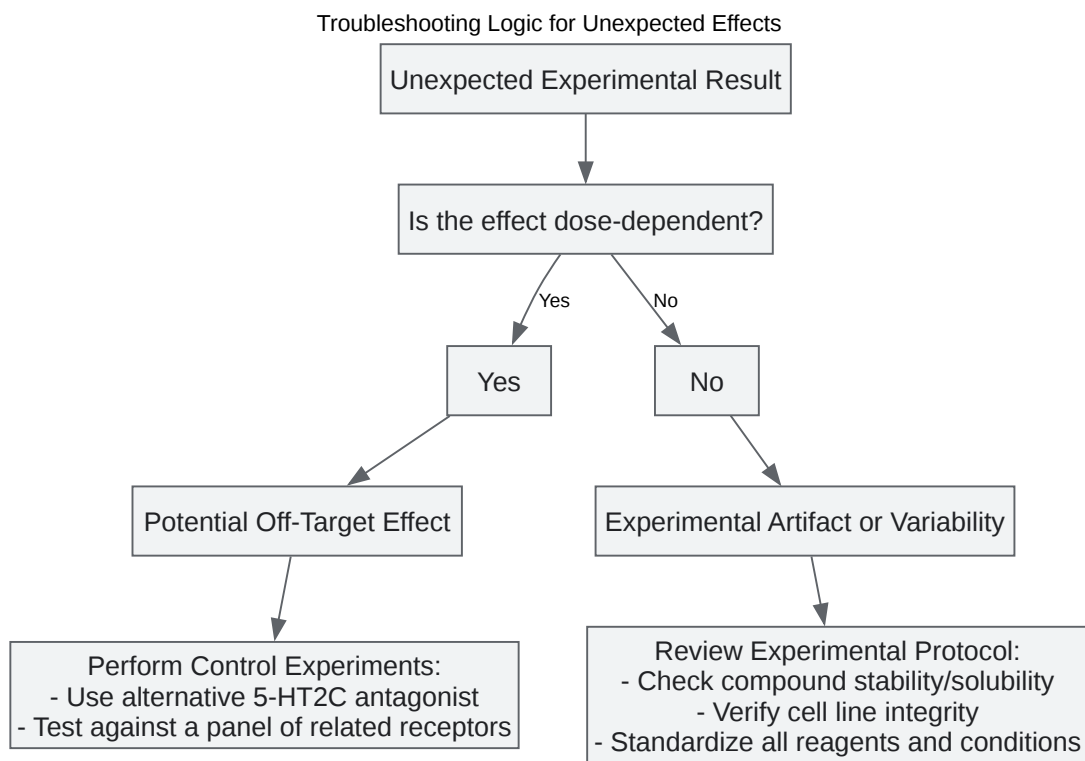 Troubleshooting Logic for Unexpected Effects
Unexpected Experimental Result
Is the effect dose-dependent?
Yes
No
Yes
No
Potential Off-Target Effect
Experimental Artifact or Variability
Perform Control Experiments:
- Use alternative 5-HT2C antagonist
- Test against a panel of related receptors
Review Experimental Protocol:
- Check compound stability/solubility
- Verify cell line integrity
- Standardize all reagents and conditions